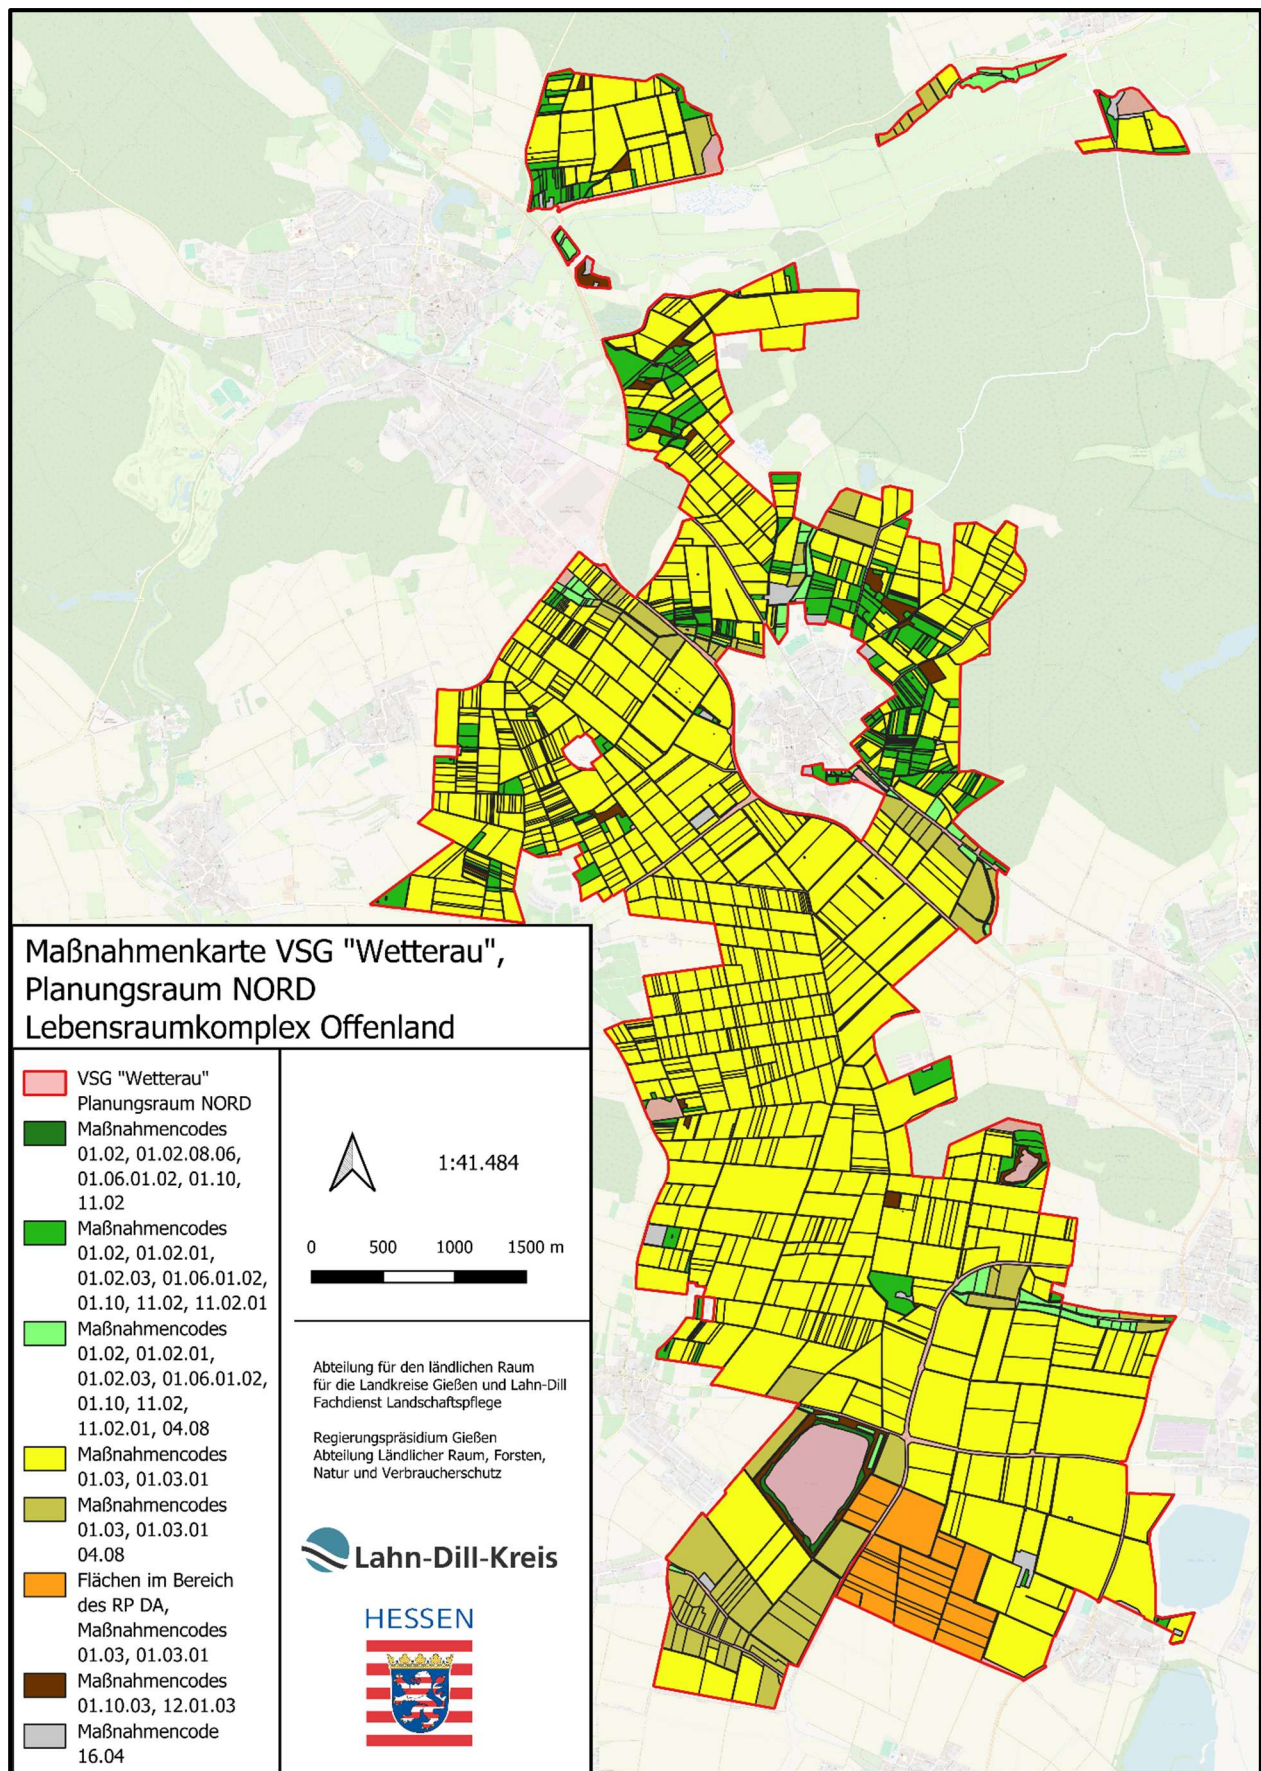 Maßnahmenkarte VSG "Wetterau",
Planungsraum NORD
Lebensraumkomplex Offenland
VSG "Wetterau"
Planungsraum NORD
Maßnahmencodes
01.02, 01.02.08.06,
01.06.01.02, 01.10,
11.02
Maßnahmencodes
01.02, 01.02.01,
01.02.03, 01.06.01.02,
01.10, 11.02, 11.02.01
Maßnahmencodes
01.02, 01.02.01,
01.02.03, 01.06.01.02,
01.10, 11.02,
11.02.01, 04.08
Maßnahmencodes
01.03, 01.03.01
Maßnahmencodes
01.03, 01.03.01
04.08
Flächen im Bereich
des RP DA,
Maßnahmencodes
01.03, 01.03.01
Maßnahmencodes
01.10.03, 12.01.03
Maßnahmencode
16.04
1:41.484
0 500 1000 1500 m
Abteilung für den ländlichen Raum
für die Landkreise Gießen und Lahn-Dill
Fachdienst Landschaftspflege
Regierungspräsidium Gießen
Abteilung Ländlicher Raum, Forsten,
Natur und Verbraucherschutz
Lahn-Dill-Kreis
HESSEN